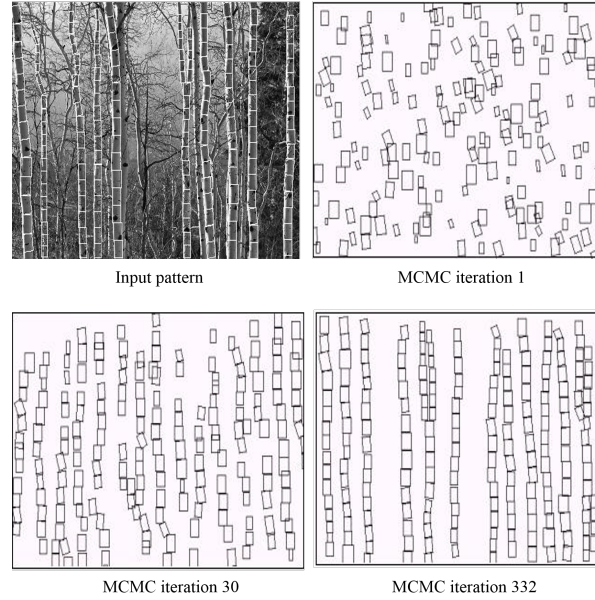 Input pattern
MCMC iteration 1
MCMC iteration 30
MCMC iteration 332